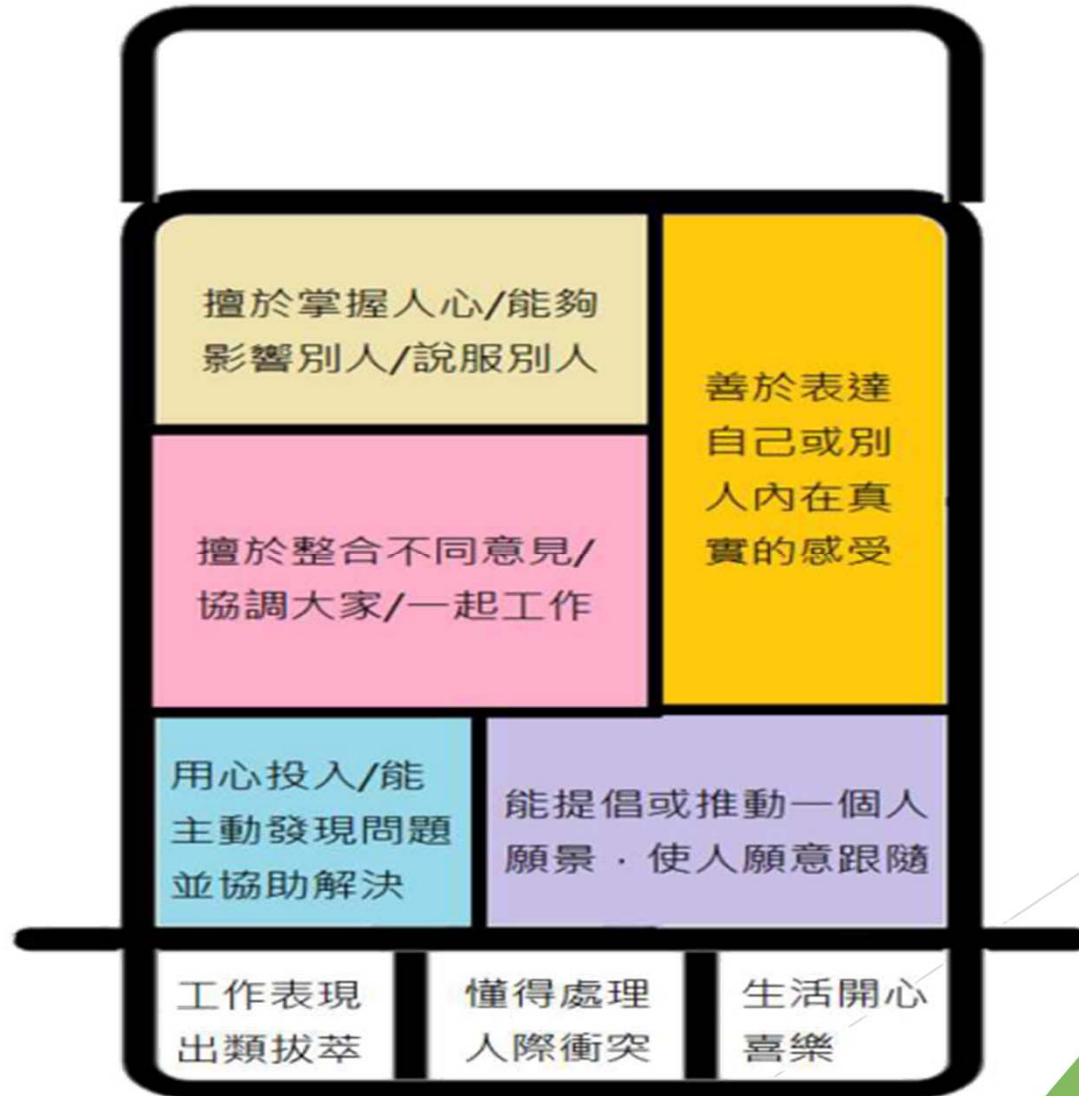 擅於掌握人心/能夠
影響別人/說服別人
善於表達
自己或別
人內在真
實的感受
擅於整合不同意見/
協調大家/一起工作
用心投入/能
主動發現問題
並協助解決
能提倡或推動一個人
願景．使人願意跟隨
工作表現
出類拔萃
懂得處理
人際衝突
生活開心
喜樂